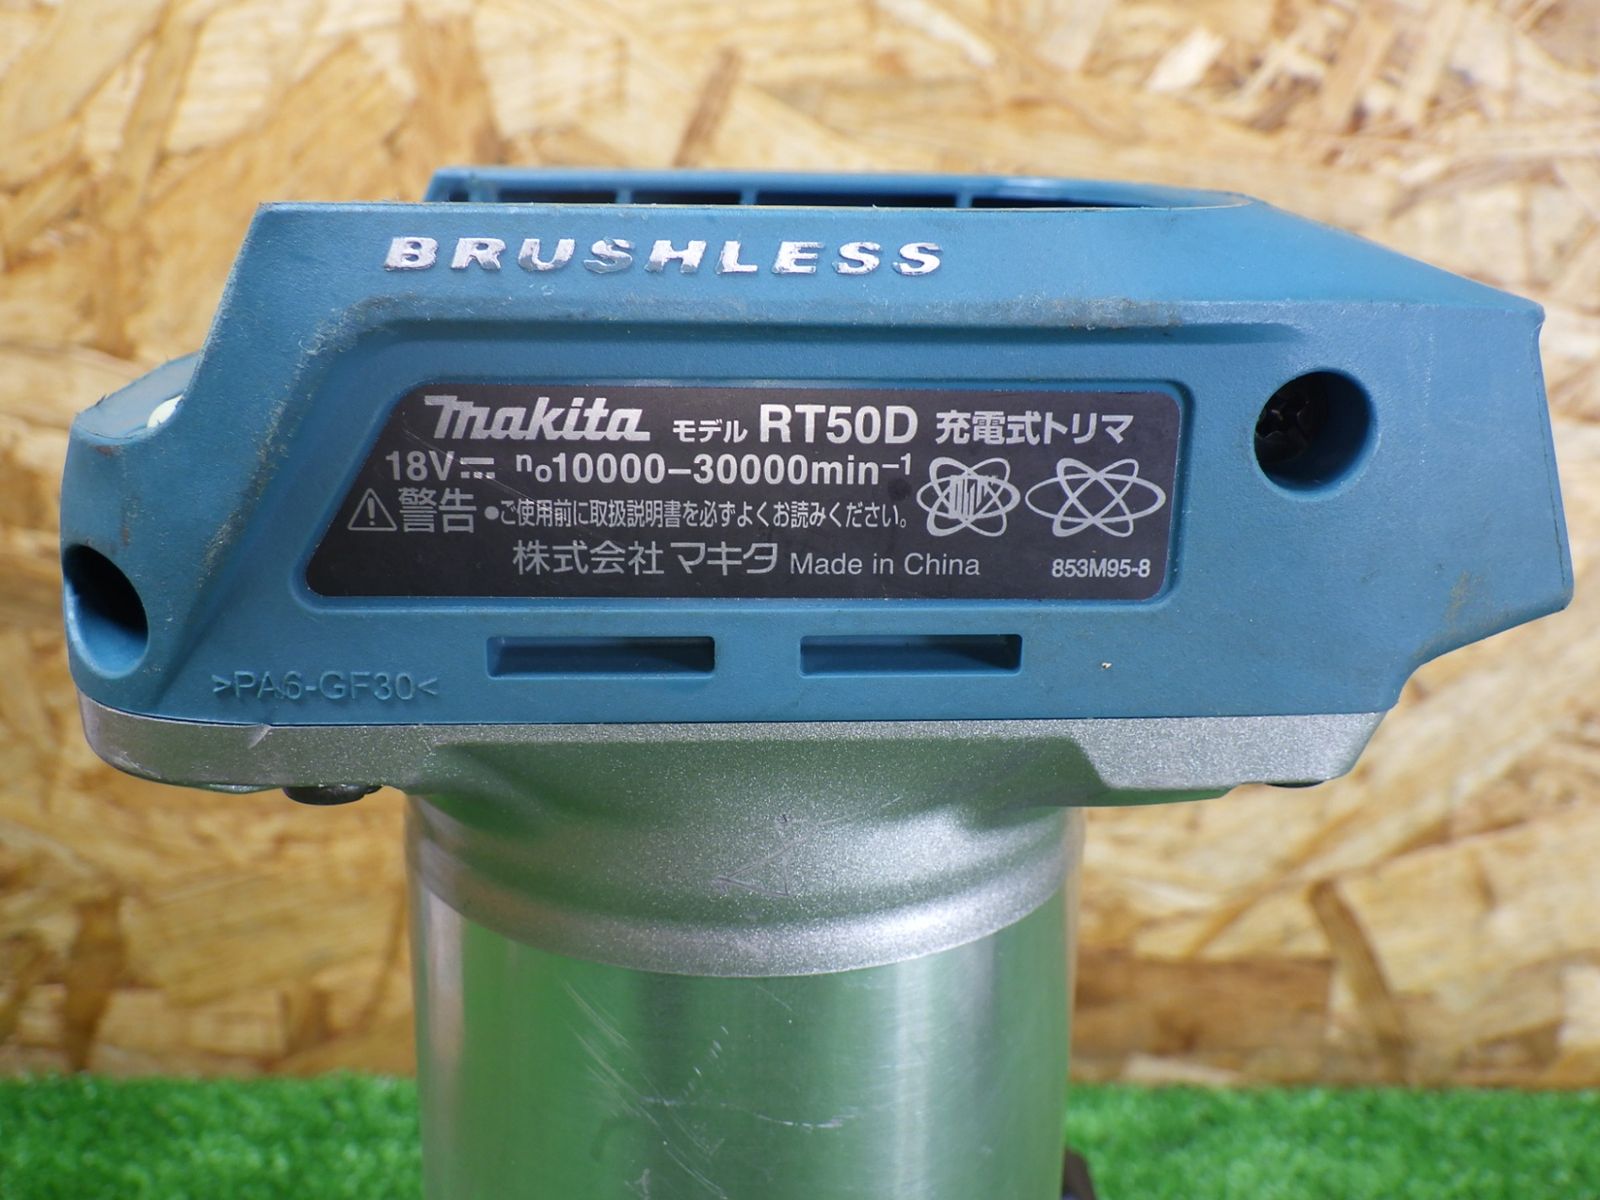 BRUSHLESS
makita モデル RT50D 充電式トリマ
18V⎓ n₀10000-30000min⁻¹
⚠警告 ●ご使用前に取扱説明書を必ずよくお読みください。
株式会社マキタ Made in China 853M95-8
>PA6-GF30<